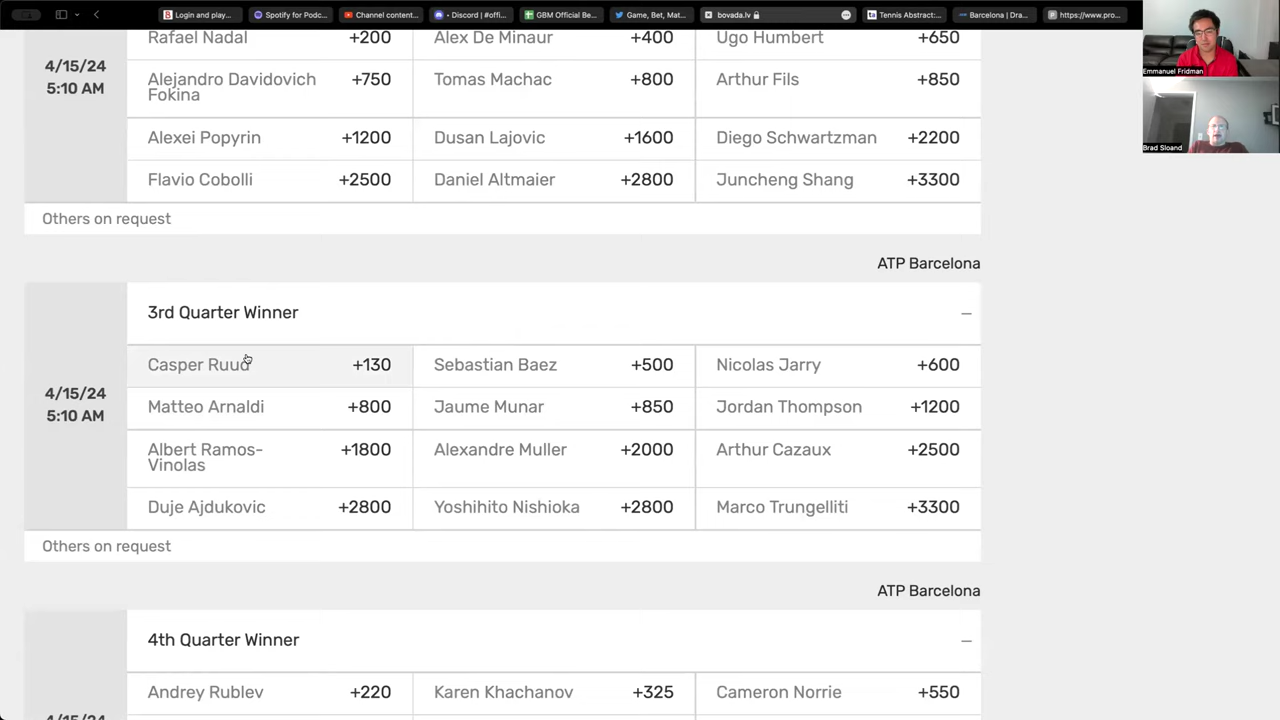 Login and play...
Spotify for Podc...
Channel content...
• Discord | #offi...
GBM Official Be...
Game, Bet, Mat...
bovada.lv
Tennis Abstract:...
Barcelona | Dra...
https://www.pro...
Rafael Nadal +200 Alex De Minaur +400 Ugo Humbert +650
4/15/24
5:10 AM
Alejandro Davidovich Fokina +750 Tomas Machac +800 Arthur Fils +850
Alexei Popyrin +1200 Dusan Lajovic +1600 Diego Schwartzman +2200
Flavio Cobolli +2500 Daniel Altmaier +2800 Juncheng Shang +3300
Others on request
ATP Barcelona
3rd Quarter Winner
4/15/24
5:10 AM
Casper Ruud +130 Sebastian Baez +500 Nicolas Jarry +600
Matteo Arnaldi +800 Jaume Munar +850 Jordan Thompson +1200
Albert Ramos-Vinolas +1800 Alexandre Muller +2000 Arthur Cazaux +2500
Duje Ajdukovic +2800 Yoshihito Nishioka +2800 Marco Trungelliti +3300
Others on request
ATP Barcelona
4th Quarter Winner
Andrey Rublev +220 Karen Khachanov +325 Cameron Norrie +550
Emmanuel Fridman
Brad Sloand